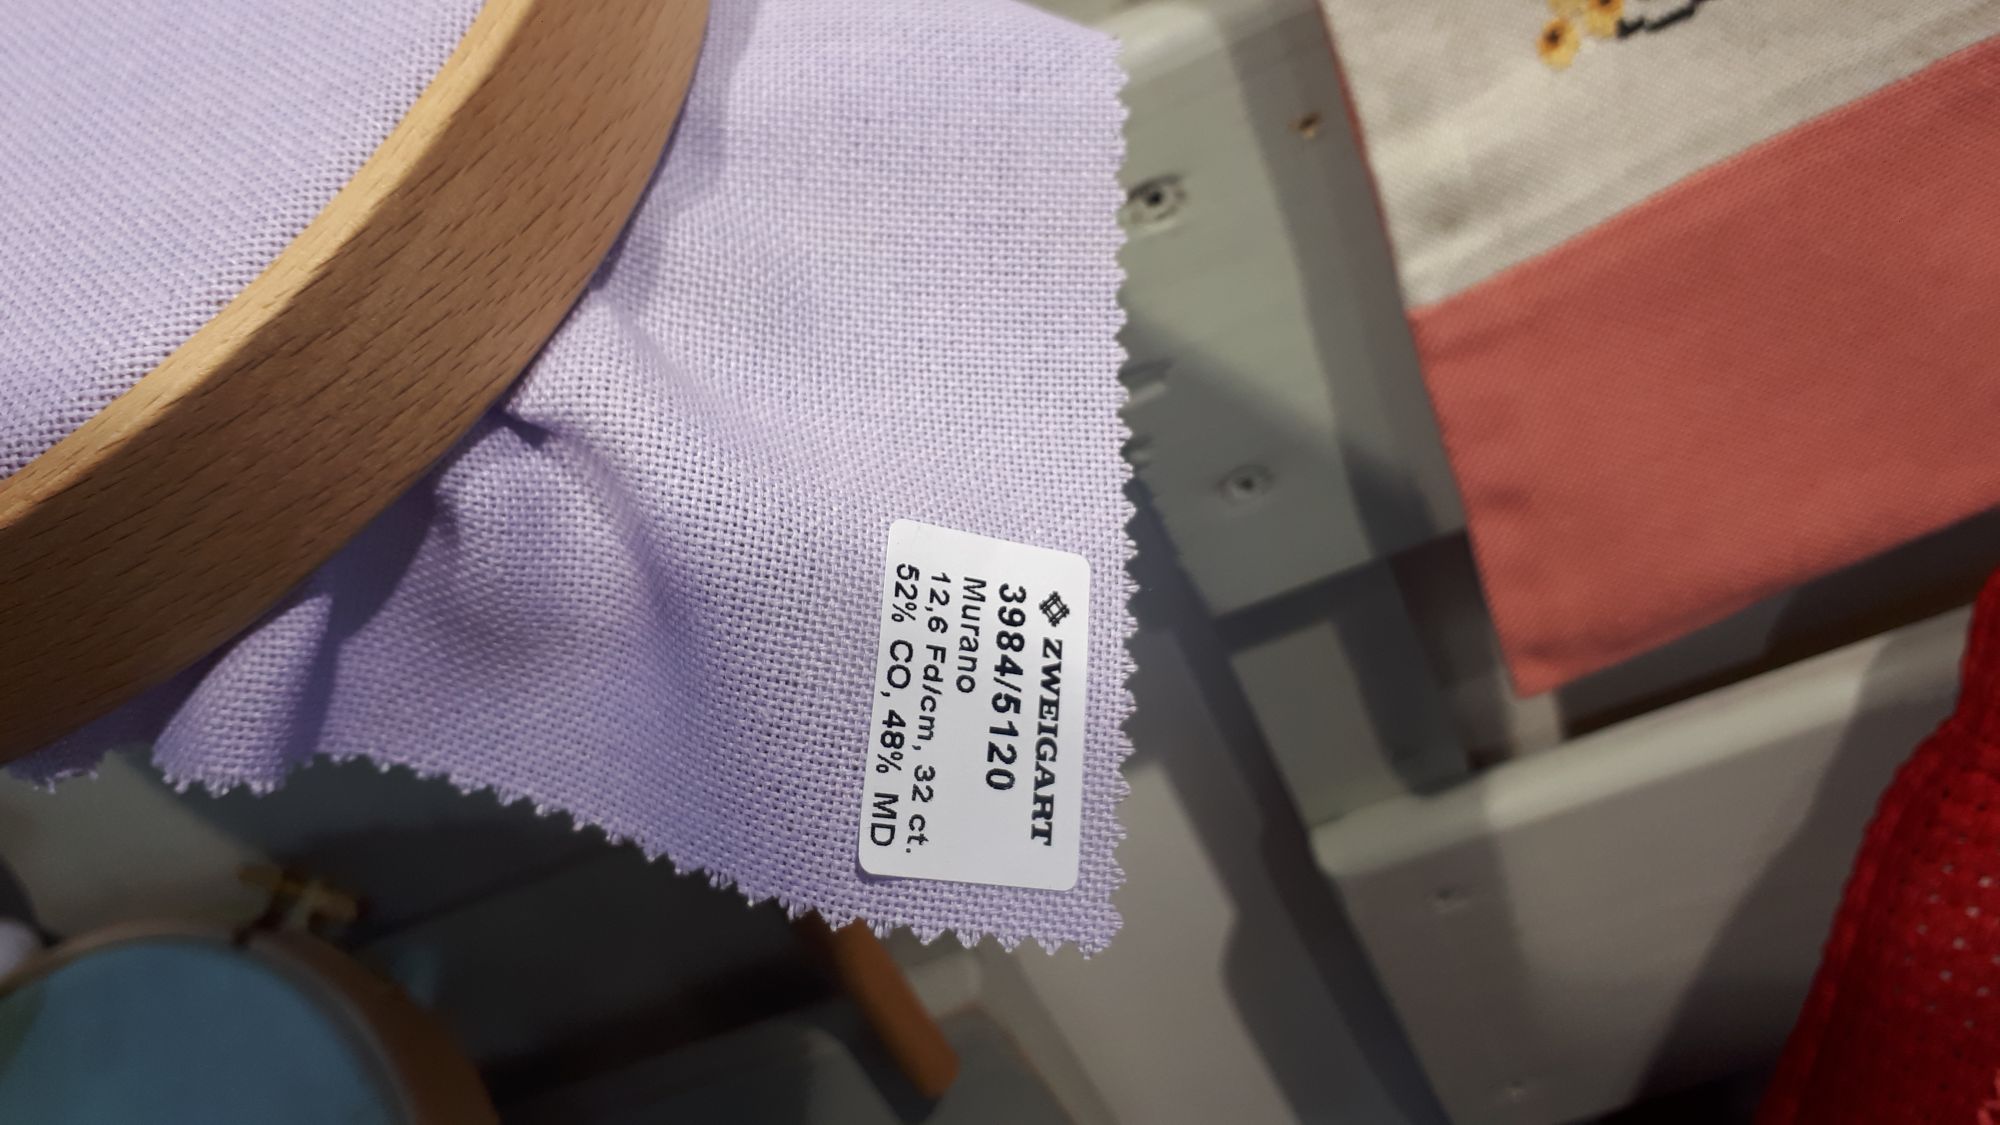 ZWEIGART
3984/5120
Murano
12,6 Fd/cm, 32 ct.
52% CO, 48% MD